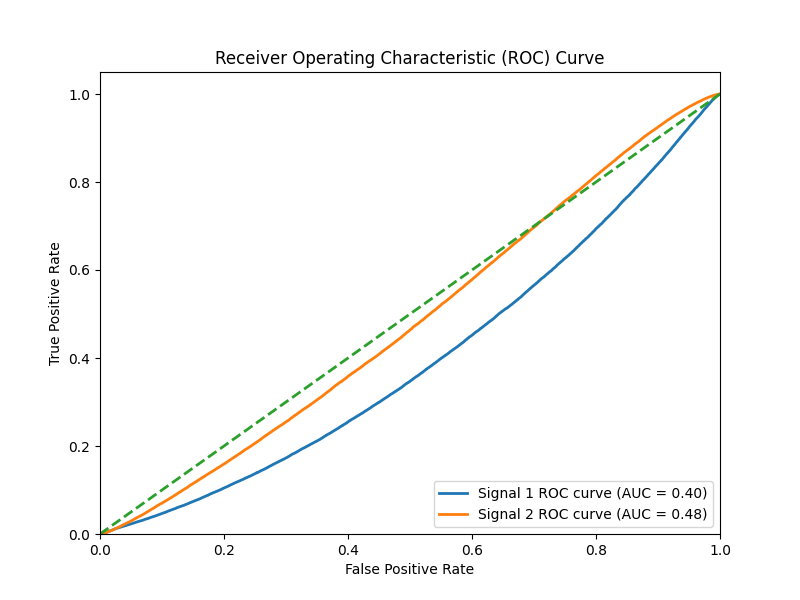 Receiver Operating Characteristic (ROC) Curve
1.0
0.8
0.6
0.4
0.2
0.0
True Positive Rate
Signal 1 ROC curve (AUC = 0.40)
Signal 2 ROC curve (AUC = 0.48)
0.0 0.2 0.4 0.6 0.8 1.0
False Positive Rate